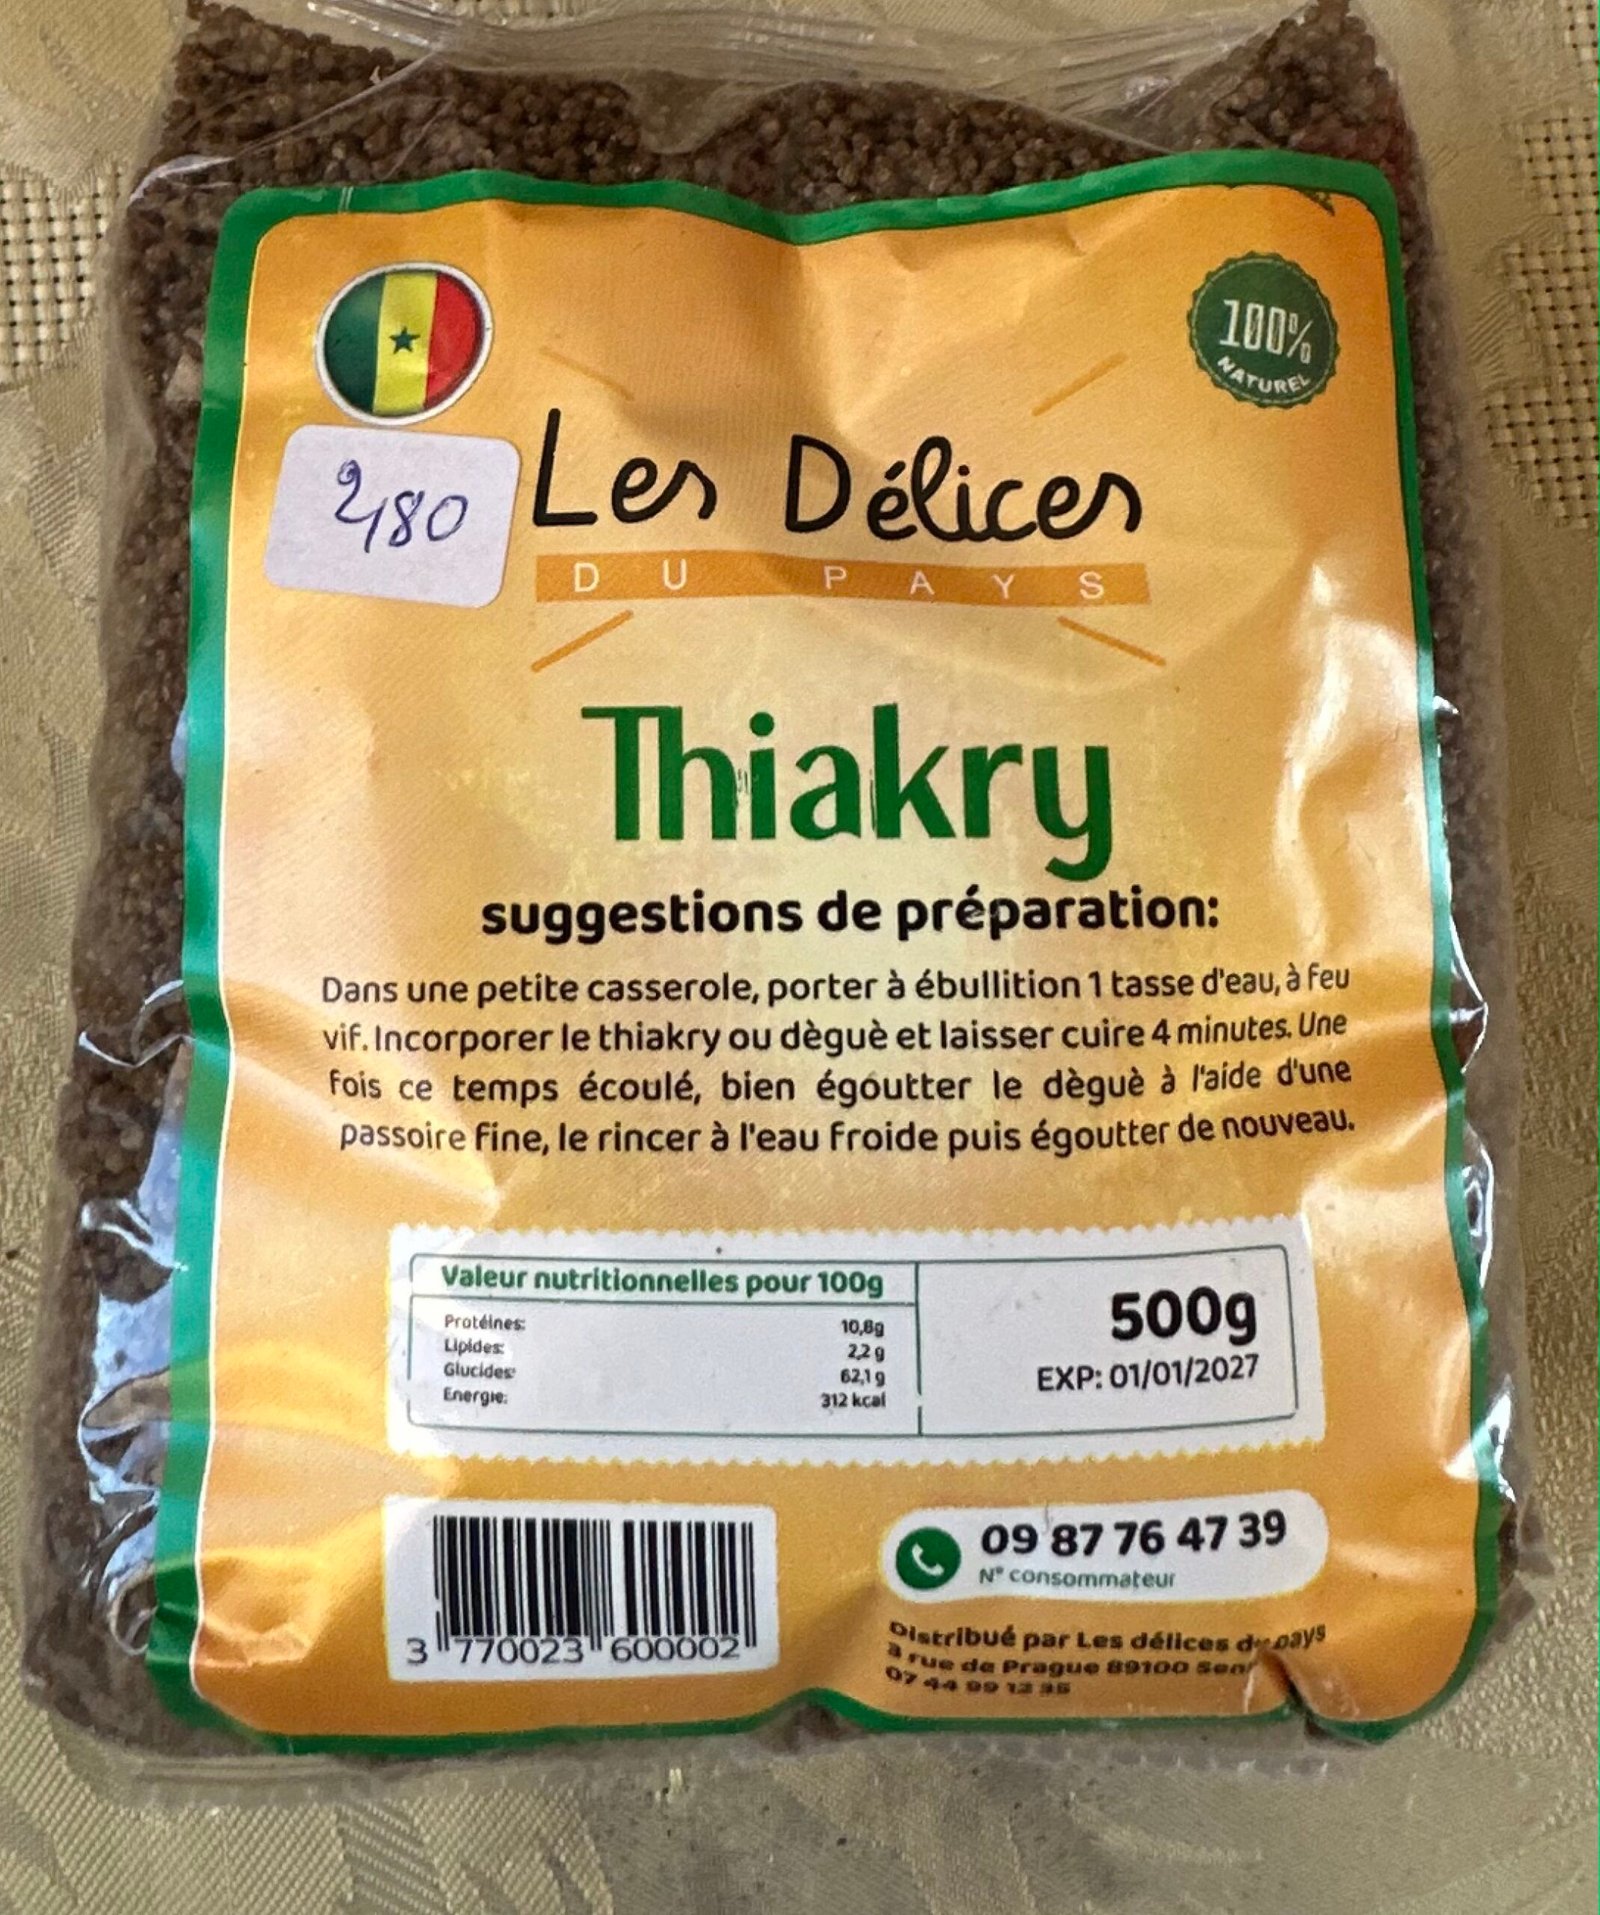 100%
NATUREL
2,80
Les Délices
DU PAYS
Thiakry
suggestions de préparation:
Dans une petite casserole, porter à ébullition 1 tasse d'eau, à feu
vif. Incorporer le thiakry ou dèguè et laisser cuire 4 minutes. Une
fois ce temps écoulé, bien égoutter le dèguè à l'aide d'une
passoire fine, le rincer à l'eau froide puis égoutter de nouveau.
Valeur nutritionnelles pour 100g
Protéines: 10,8g
Lipides: 2,2 g
Glucides: 62,1 g
Energie: 312 kcal
500g
EXP: 01/01/2027
3 770023 600002
09 87 76 47 39
N° consommateur
Distribué par Les délices du pays
3 rue de Prague 89100
07 44 99 12 35